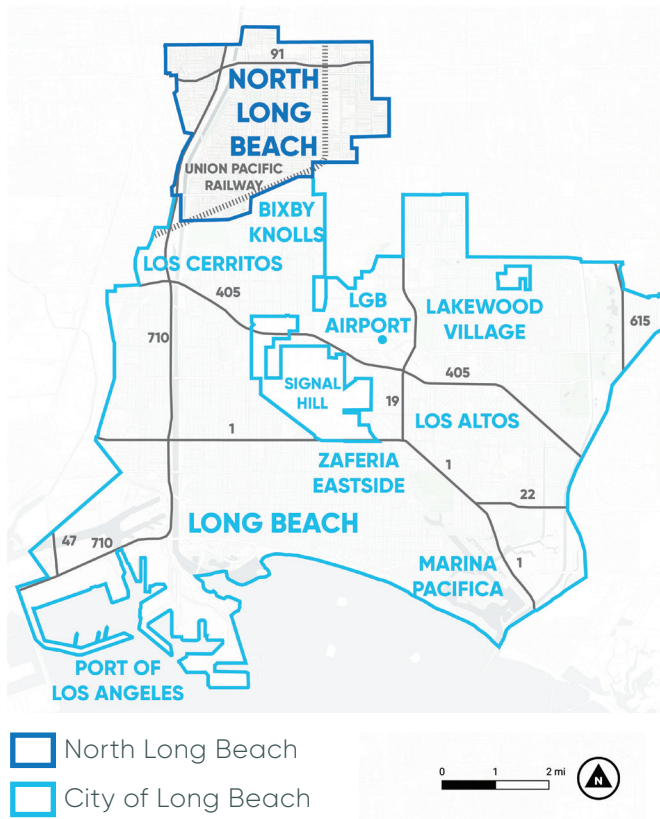 91
NORTH
LONG
BEACH
UNION PACIFIC
RAILWAY
BIXBY
KNOLLS
LOS CERRITOS
405
LGB
AIRPORT
LAKEWOOD
VILLAGE
615
710
405
SIGNAL
HILL
19
LOS ALTOS
1
ZAFERIA
EASTSIDE
1
22
LONG BEACH
47
710
MARINA
PACIFICA
1
PORT OF
LOS ANGELES
North Long Beach
City of Long Beach
0 1 2 mi
N